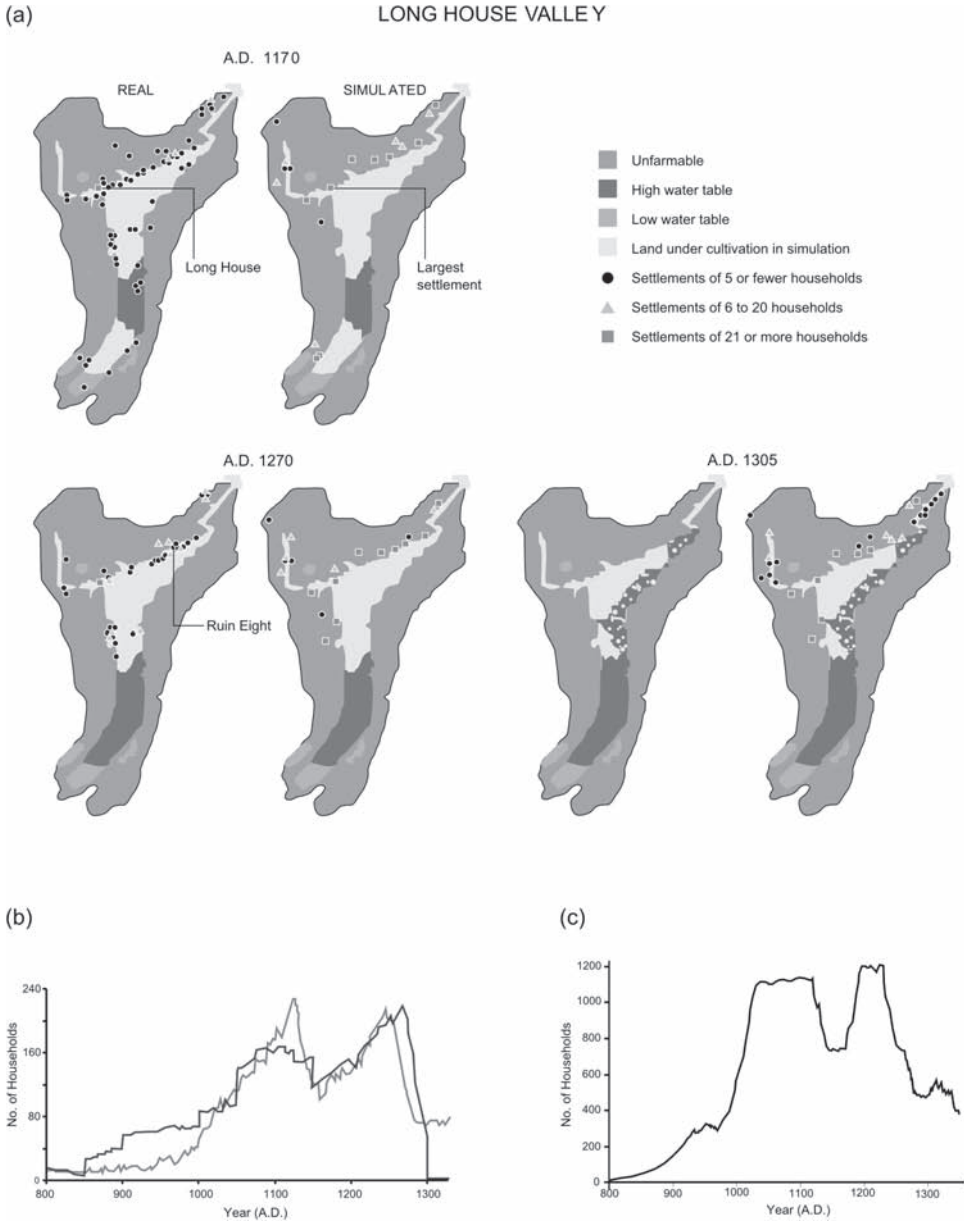 (a)
LONG HOUSE VALLEY
A.D. 1170
REAL
SIMULATED
Long House
Largest
settlement
Unfarmable
High water table
Low water table
Land under cultivation in simulation
Settlements of 5 or fewer households
Settlements of 6 to 20 households
Settlements of 21 or more households
A.D. 1270
A.D. 1305
Ruin Eight
(b)
No. of Households
240
160
80
0
800 900 1000 1100 1200 1300
Year (A.D.)
(c)
No. of Households
1200
1000
800
600
400
200
0
800 900 1000 1100 1200 1300
Year (A.D.)